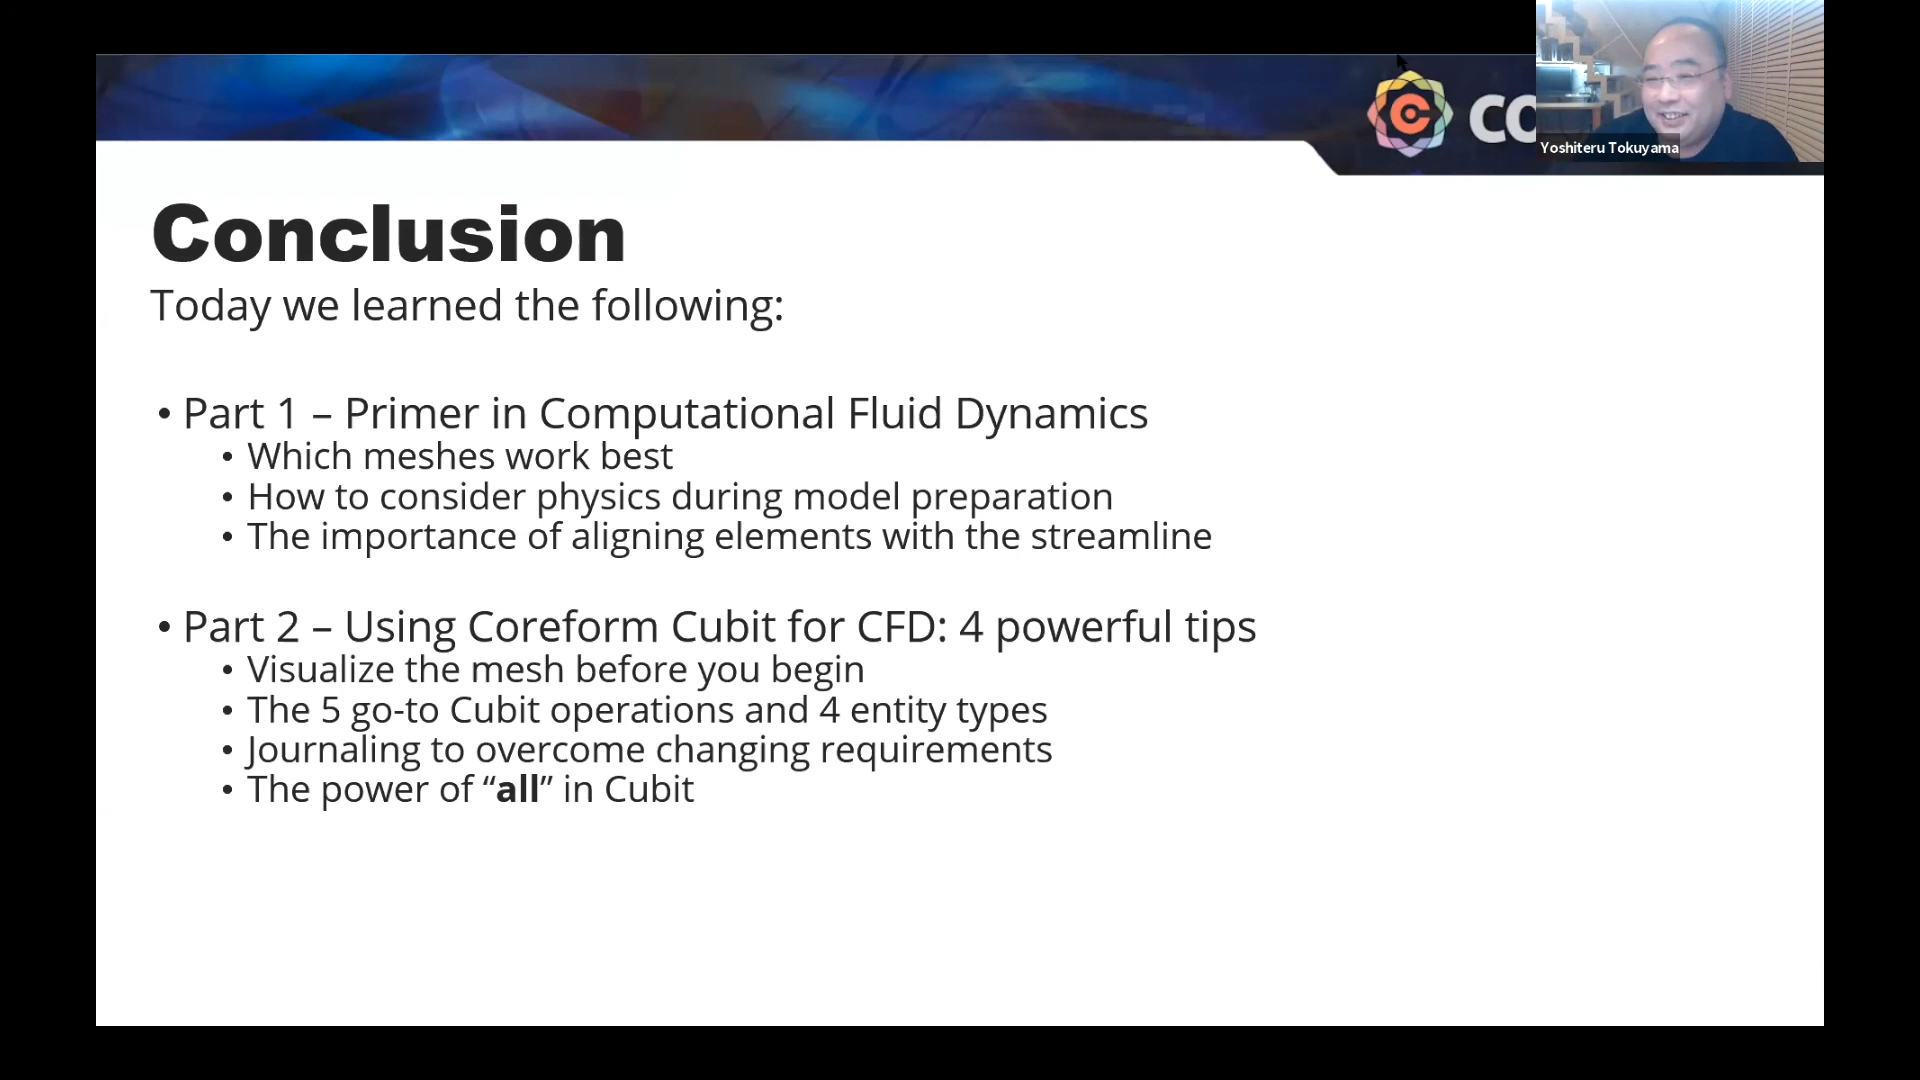 CO
Yoshiteru Tokuyama
Conclusion
Today we learned the following:
• Part 1 – Primer in Computational Fluid Dynamics
• Which meshes work best
• How to consider physics during model preparation
• The importance of aligning elements with the streamline
• Part 2 – Using Coreform Cubit for CFD: 4 powerful tips
• Visualize the mesh before you begin
• The 5 go-to Cubit operations and 4 entity types
• Journaling to overcome changing requirements
• The power of “all” in Cubit